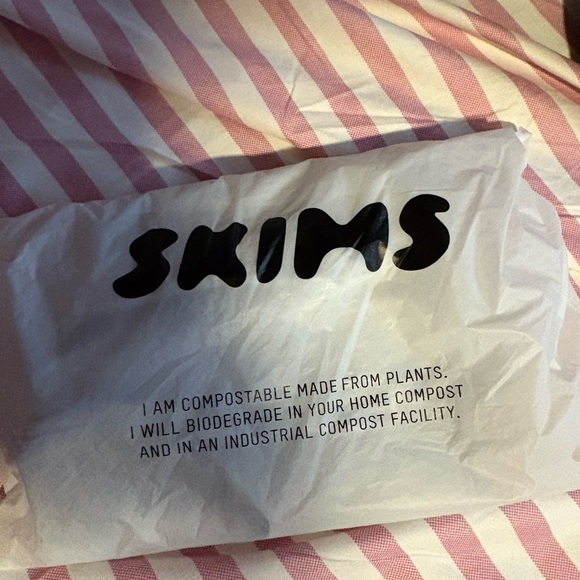 SKIMS
I AM COMPOSTABLE MADE FROM PLANTS.
I WILL BIODEGRADE IN YOUR HOME COMPOST
AND IN AN INDUSTRIAL COMPOST FACILITY.